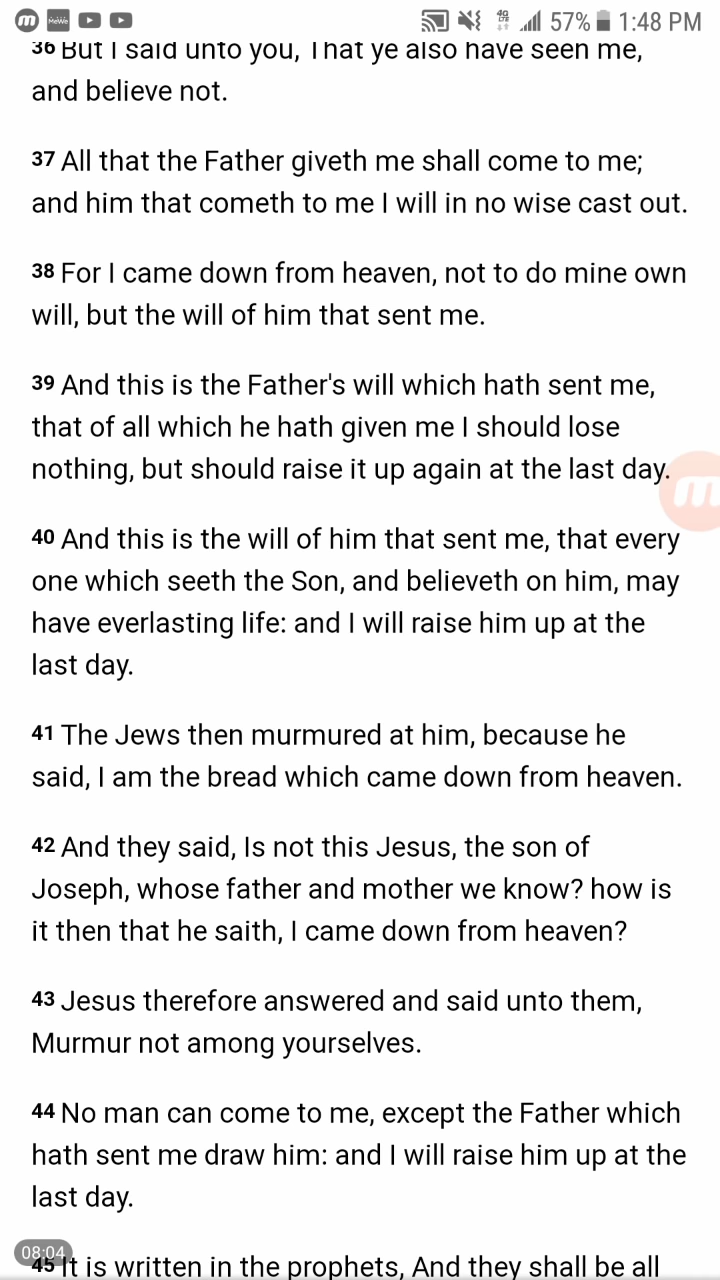 m MeWe 4G LTE 57% 1:48 PM
36 But I said unto you, That ye also have seen me,
and believe not.
37 All that the Father giveth me shall come to me;
and him that cometh to me I will in no wise cast out.
38 For I came down from heaven, not to do mine own
will, but the will of him that sent me.
39 And this is the Father's will which hath sent me,
that of all which he hath given me I should lose
nothing, but should raise it up again at the last day.
m
40 And this is the will of him that sent me, that every
one which seeth the Son, and believeth on him, may
have everlasting life: and I will raise him up at the
last day.
41 The Jews then murmured at him, because he
said, I am the bread which came down from heaven.
42 And they said, Is not this Jesus, the son of
Joseph, whose father and mother we know? how is
it then that he saith, I came down from heaven?
43 Jesus therefore answered and said unto them,
Murmur not among yourselves.
44 No man can come to me, except the Father which
hath sent me draw him: and I will raise him up at the
last day.
08:04
45 It is written in the prophets, And they shall be all